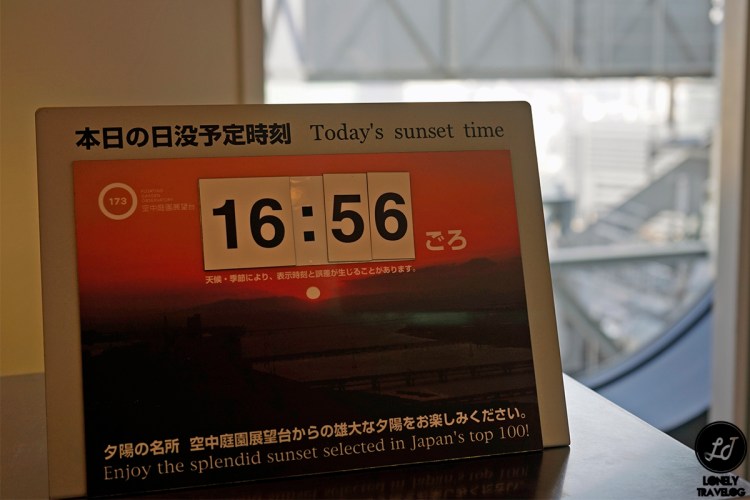 本日の日没予定時刻 Today's sunset time
173
空中庭園展望台
16:56 ごろ
天候・季節により、表示時刻と誤差が生じることがあります。
夕陽の名所 空中庭園展望台からの雄大な夕陽をお楽しみください。
Enjoy the splendid sunset selected in Japan's top 100!
LJ
LONELY
TRAVELOG